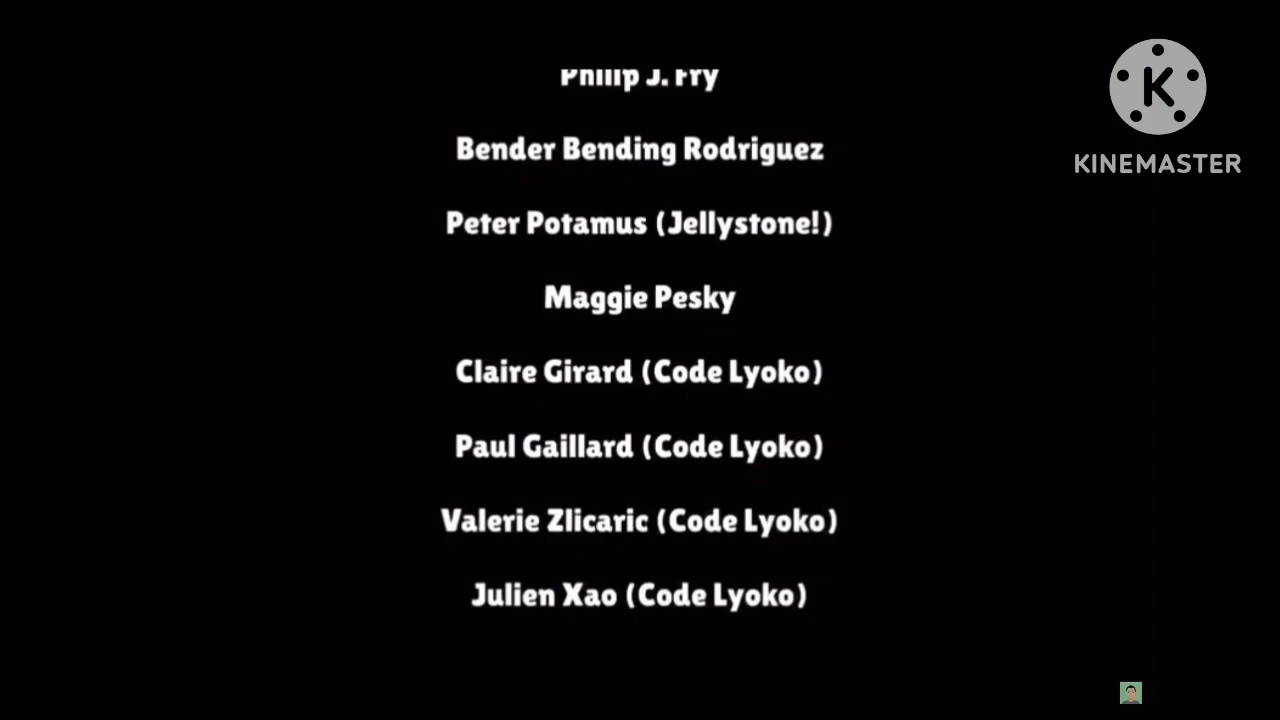 Philip J. Fry
Bender Bending Rodriguez
Peter Potamus (Jellystone!)
Maggie Pesky
Claire Girard (Code Lyoko)
Paul Gaillard (Code Lyoko)
Valerie Zlicaric (Code Lyoko)
Julien Xao (Code Lyoko)
K
KINEMASTER